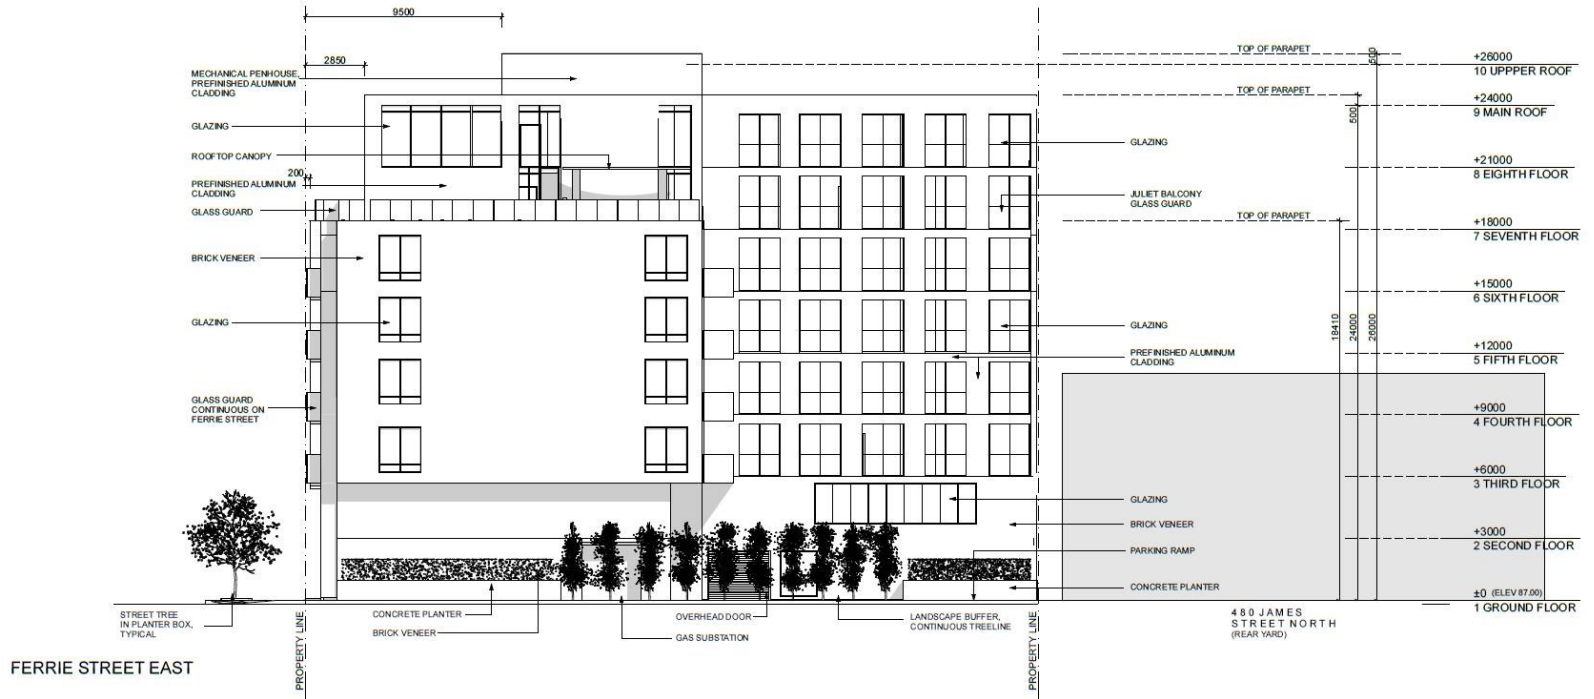 9500
2850
MECHANICAL PENHOUSE,
PREFINISHED ALUMINUM
CLADDING
GLAZING
ROOFTOP CANOPY
200
PREFINISHED ALUMINUM
CLADDING
GLASS GUARD
BRICK VENEER
GLAZING
GLASS GUARD
CONTINUOUS ON
FERRIE STREET
STREET TREE
IN PLANTER BOX,
TYPICAL
FERRIE STREET EAST
PROPERTY LINE
CONCRETE PLANTER
BRICK VENEER
OVERHEAD DOOR
GAS SUBSTATION
LANDSCAPE BUFFER,
CONTINUOUS TREELINE
PROPERTY LINE
GLAZING
JULIET BALCONY
GLASS GUARD
GLAZING
PREFINISHED ALUMINUM
CLADDING
GLAZING
BRICK VENEER
PARKING RAMP
CONCRETE PLANTER
480 JAMES
STREET NORTH
(REAR YARD)
TOP OF PARAPET
TOP OF PARAPET
TOP OF PARAPET
500
500
18410
24000
26000
+26000
10 UPPPER ROOF
+24000
9 MAIN ROOF
+21000
8 EIGHTH FLOOR
+18000
7 SEVENTH FLOOR
+15000
6 SIXTH FLOOR
+12000
5 FIFTH FLOOR
+9000
4 FOURTH FLOOR
+6000
3 THIRD FLOOR
+3000
2 SECOND FLOOR
±0 (ELEV 87.00)
1 GROUND FLOOR